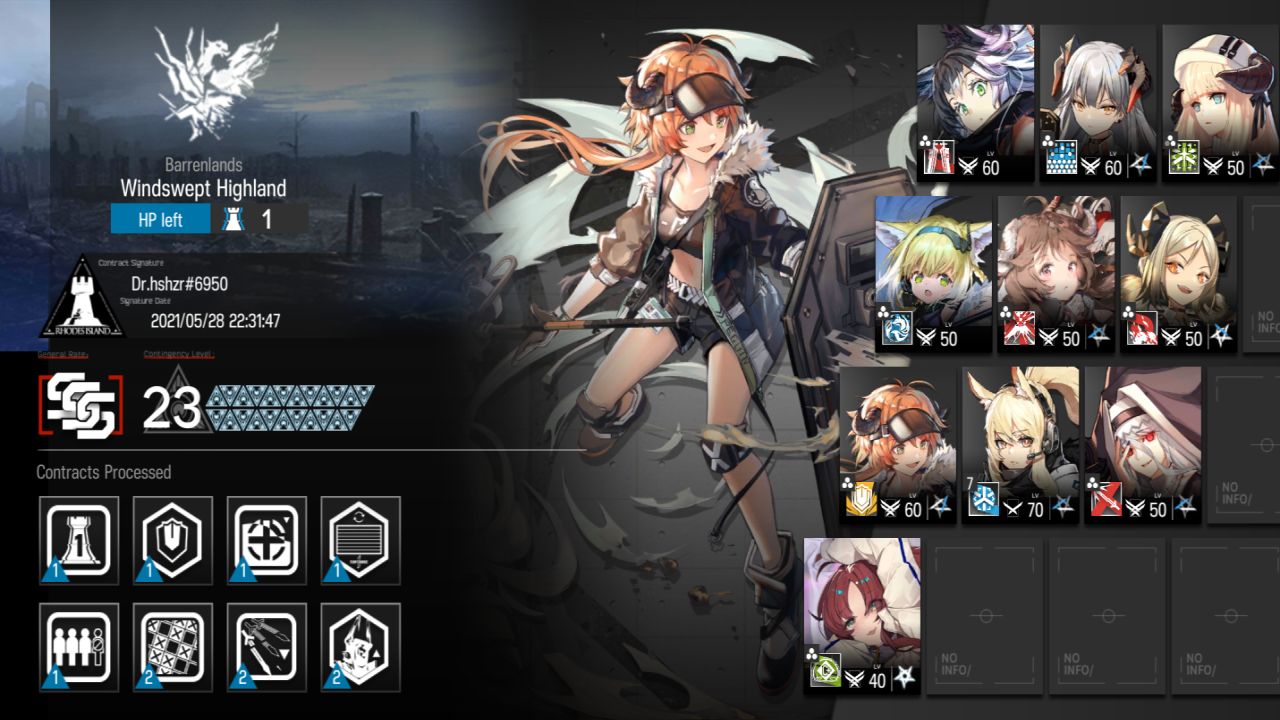 Barrenlands
Windswept Highland
HP left 1
Contract Signature
Dr.hshzr#6950
Signature Date
2021/05/28 22:31:47
RHODES ISLAND
General Rate:
Contingency Level:
23
Contracts Processed
1
1
1
1
1
1
2
2
2
LV
60
LV
60
LV
50
LV
50
LV
50
LV
50
NO
INFO/
LV
60
7
LV
70
LV
50
NO
INFO/
LV
40
NO
INFO/
NO
INFO/
NO
INFO/